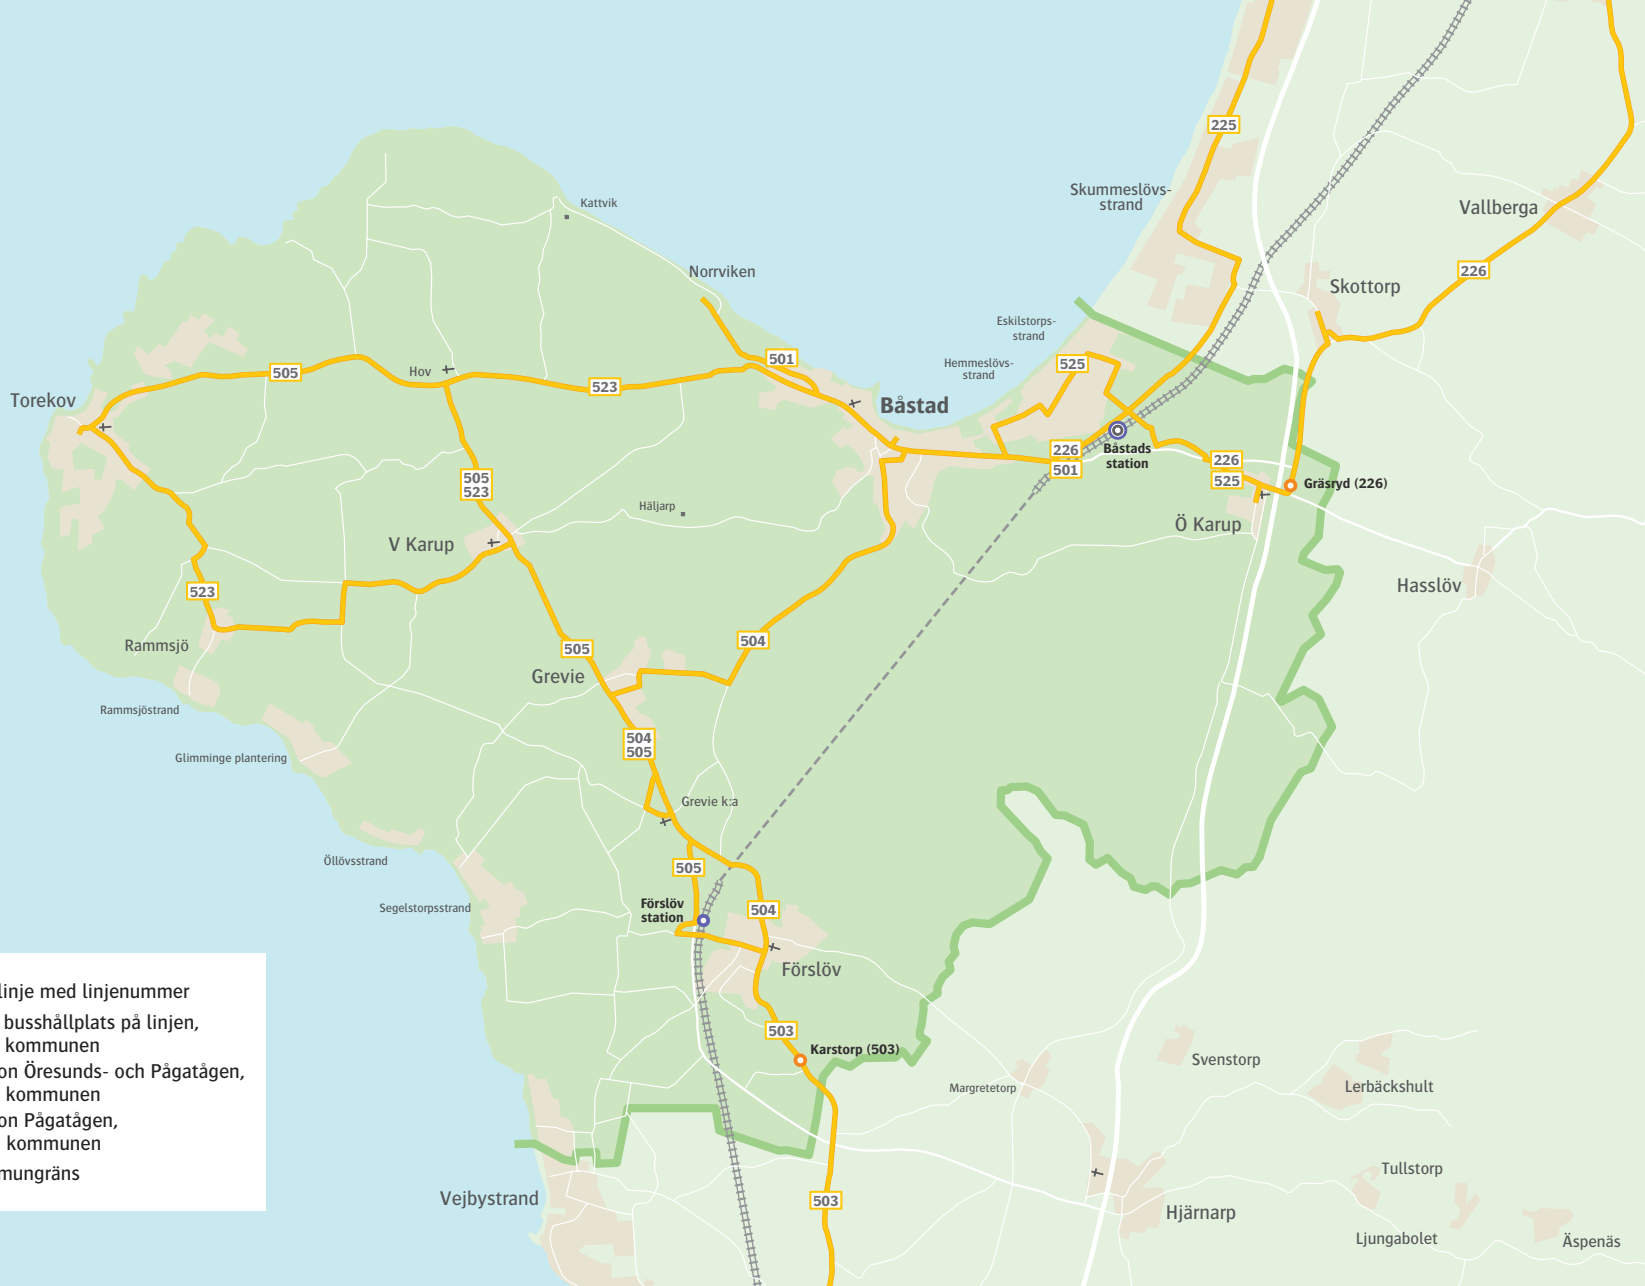 225
Skummeslövs-
strand
Vallberga
Kattvik
226
Norrviken
Skottorp
Eskilstorps-
strand
501
525
Hemmeslövs-
strand
505
Hov
523
Torekov
Båstad
226
501
Båstads
station
226
525
Gräsryd (226)
505
523
Häljarp
Ö Karup
V Karup
Hasslöv
523
Rammsjö
505
504
Grevie
Rammsjöstrand
504
505
Glimminge plantering
Grevie k:a
Öllövsstrand
505
Segelstorpsstrand
Förslöv
station
504
Förslöv
linje med linjenummer
busshållplats på linjen,
kommunen
on Öresunds- och Pågatågen,
kommunen
on Pågatågen,
kommunen
mungräns
503
Karstorp (503)
Margretetorp
Svenstorp
Lerbäckshult
Tullstorp
Vejbystrand
503
Hjärnarp
Ljungabolet
Äspenäs